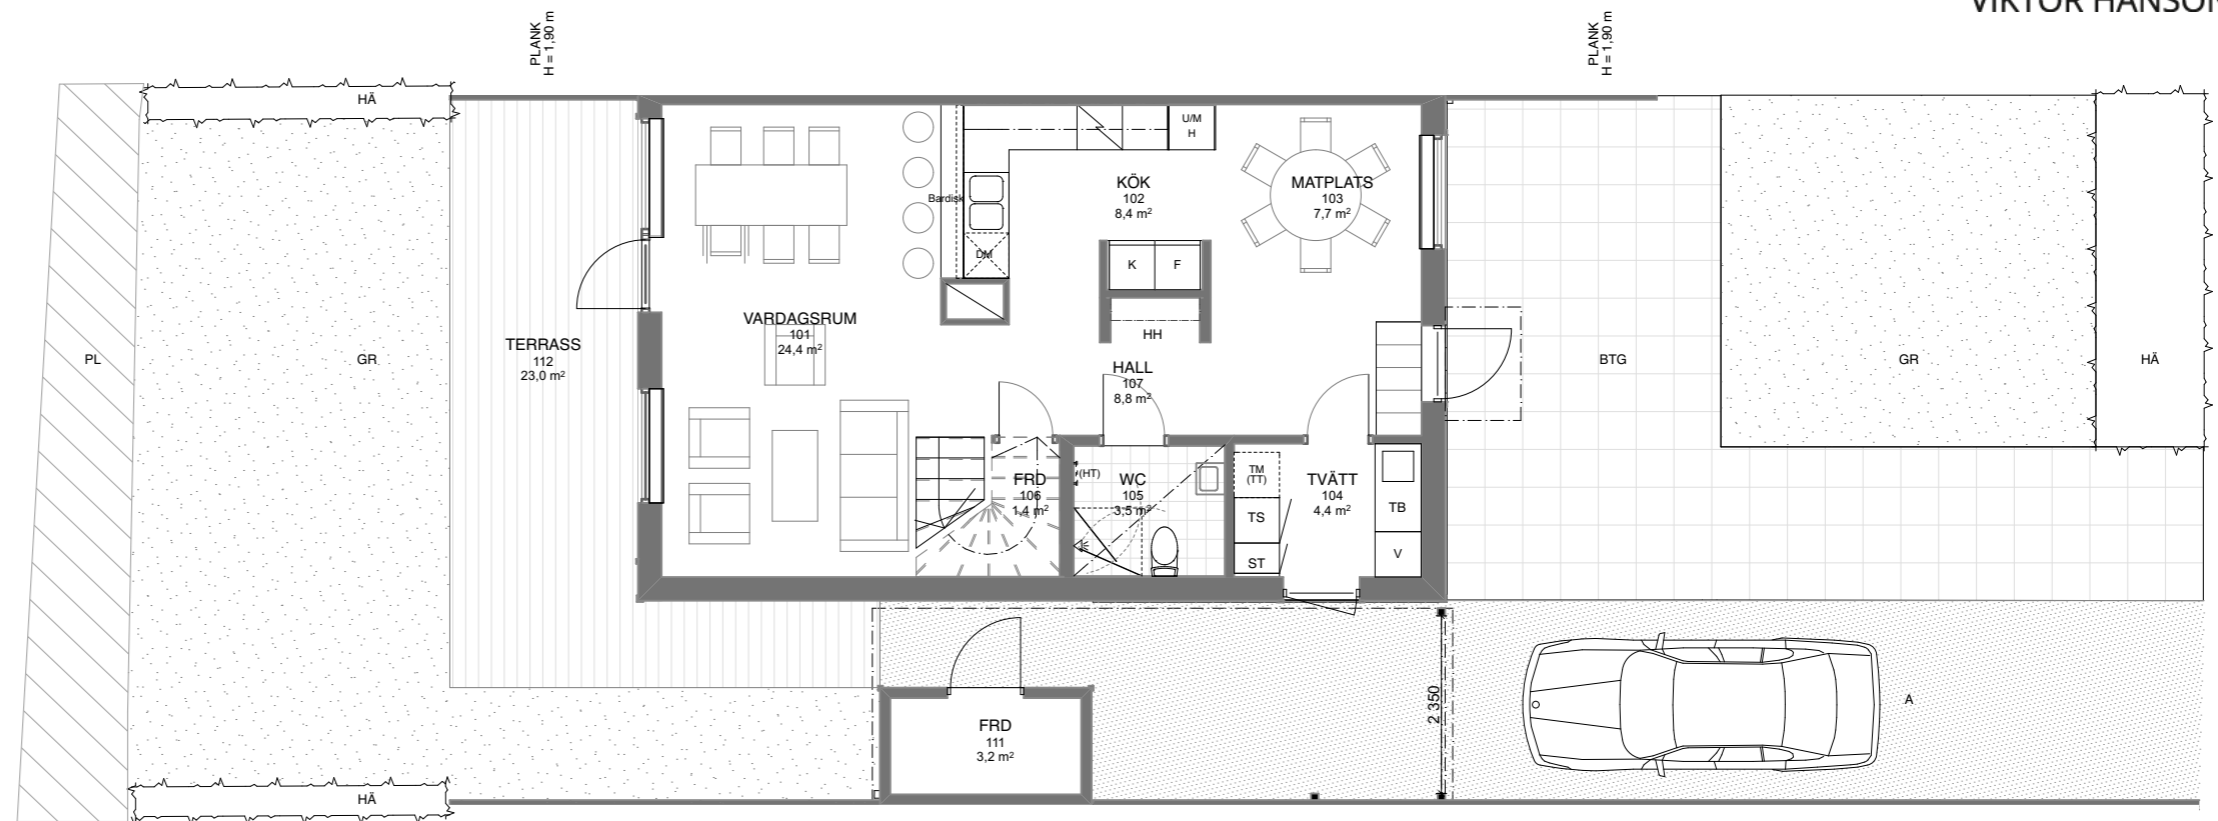 VIKTOR HANSON
PLANK
H = 1,90 m
PLANK
H = 1,90 m
HÄ
U/M
H
KÖK
102
8,4 m²
MATPLATS
103
7,7 m²
Bardisk
DM
K
F
VARDAGSRUM
101
24,4 m²
HH
TERRASS
112
23,0 m²
PL
GR
HALL
107
8,8 m²
BTG
GR
HÄ
(HT)
FRD
106
1,4 m²
WC
105
3,5 m²
TM
(TT)
TS
ST
TVÄTT
104
4,4 m²
TB
V
2 350
A
FRD
111
3,2 m²
HÄ